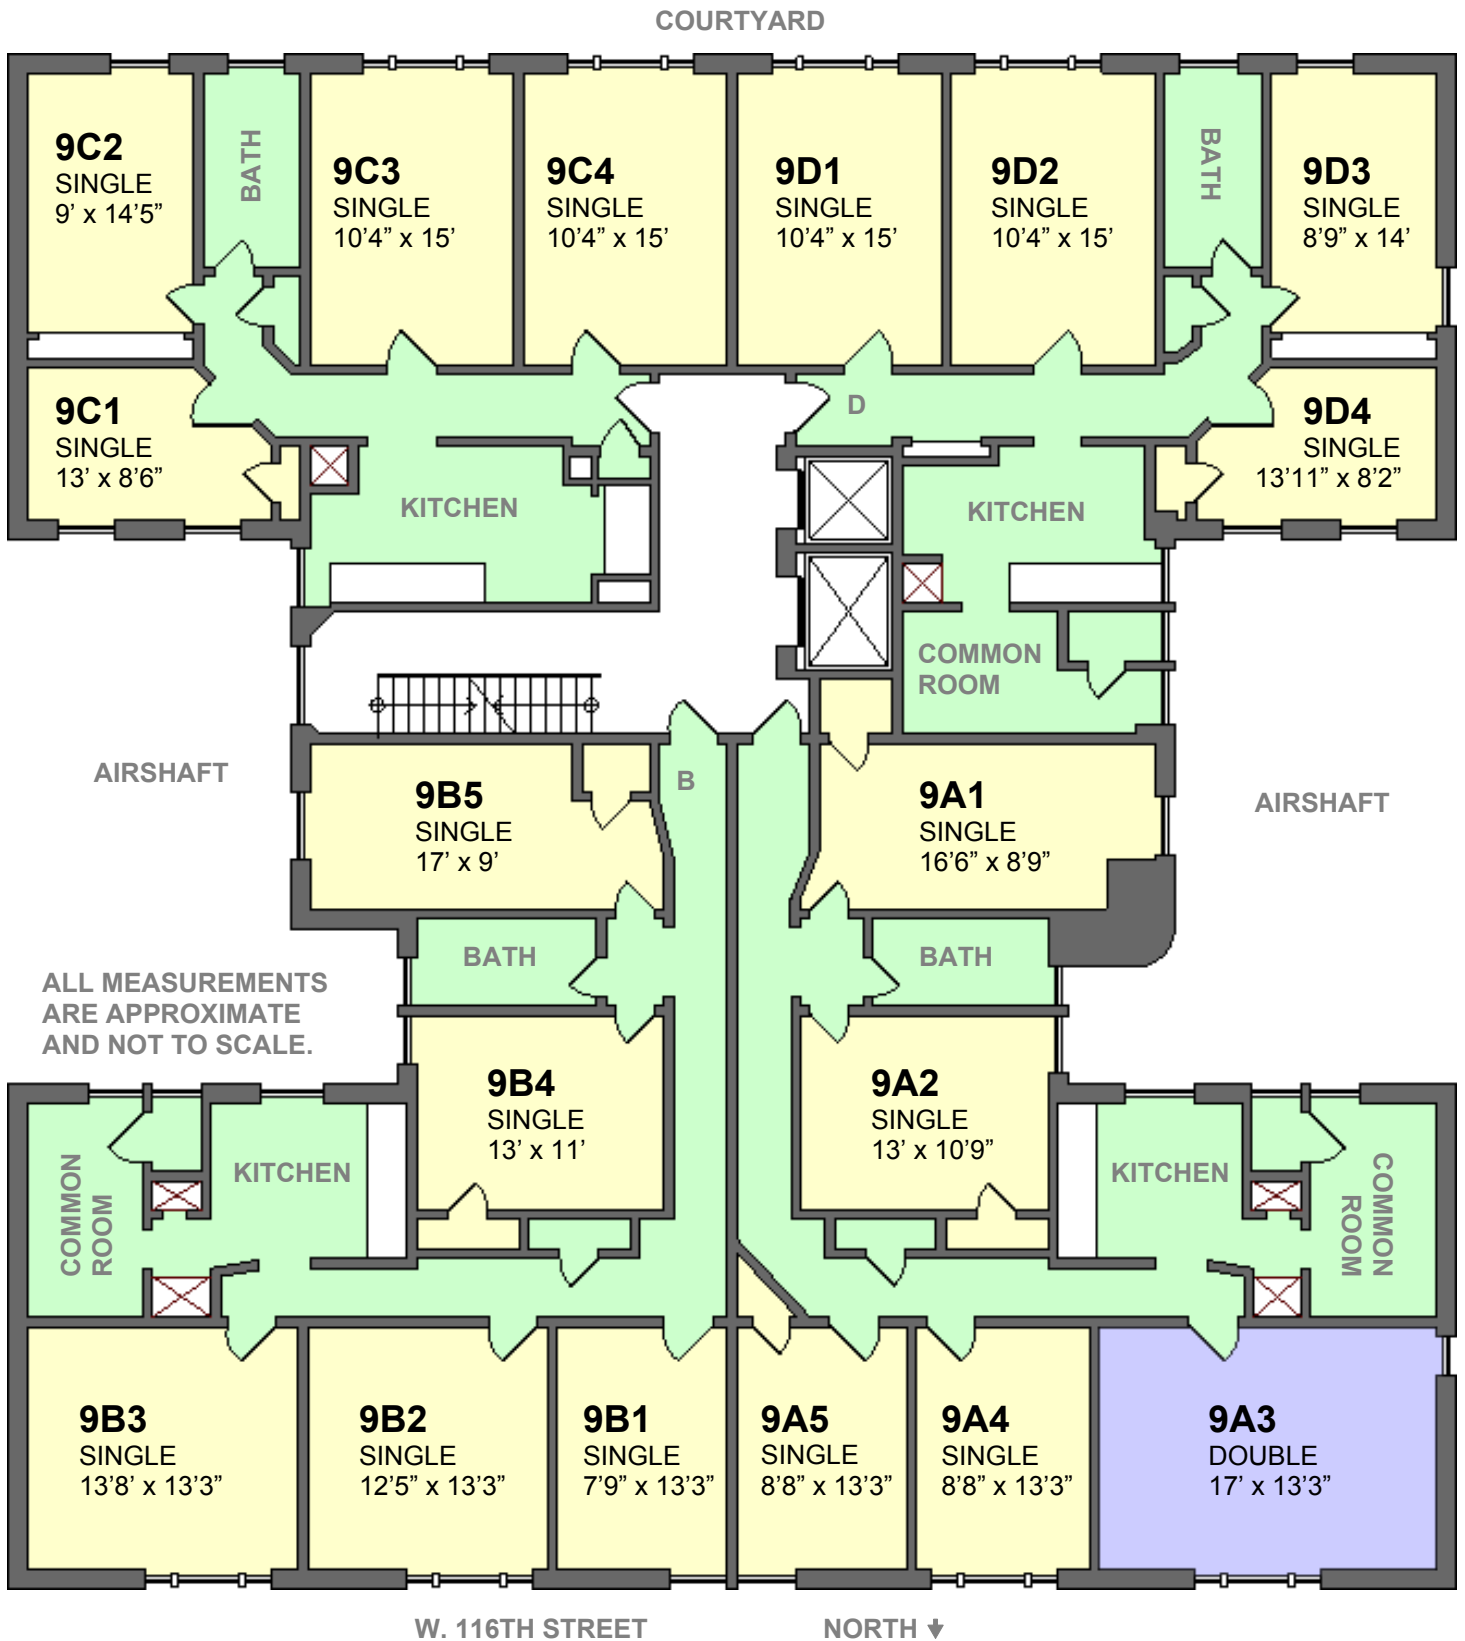 COURTYARD
9C2
SINGLE
9’ x 14’5”
BATH
9C3
SINGLE
10’4” x 15’
9C4
SINGLE
10’4” x 15’
9D1
SINGLE
10’4” x 15’
9D2
SINGLE
10’4” x 15’
BATH
9D3
SINGLE
8’9” x 14’
9C1
SINGLE
13’ x 8’6”
D
9D4
SINGLE
13’11” x 8’2”
KITCHEN
KITCHEN
COMMON
ROOM
AIRSHAFT
9B5
SINGLE
17’ x 9’
B
9A1
SINGLE
16’6” x 8’9”
AIRSHAFT
BATH
BATH
ALL MEASUREMENTS
ARE APPROXIMATE
AND NOT TO SCALE.
9B4
SINGLE
13’ x 11’
9A2
SINGLE
13’ x 10’9”
COMMON
ROOM
KITCHEN
KITCHEN
COMMON
ROOM
9B3
SINGLE
13’8’ x 13’3”
9B2
SINGLE
12’5” x 13’3”
9B1
SINGLE
7’9” x 13’3”
9A5
SINGLE
8’8” x 13’3”
9A4
SINGLE
8’8” x 13’3”
9A3
DOUBLE
17’ x 13’3”
W. 116TH STREET
NORTH